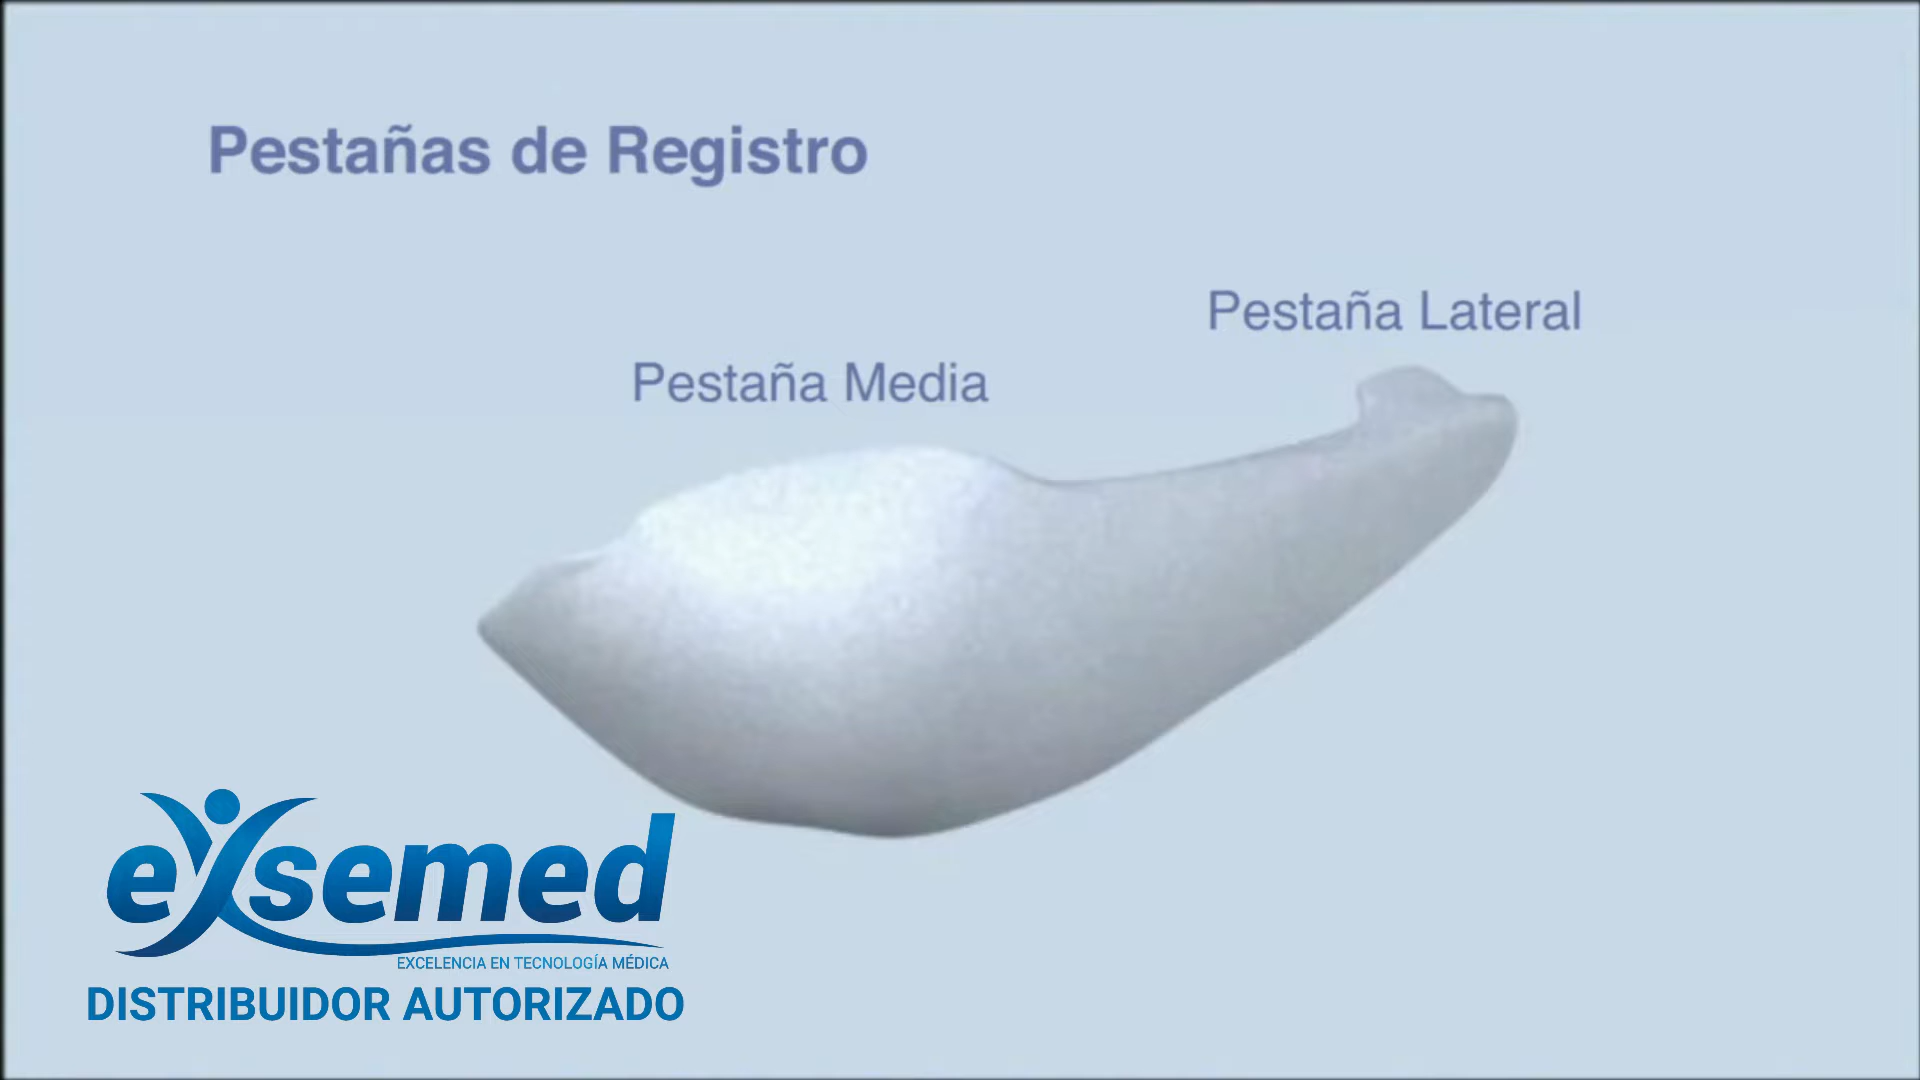 Pestañas de Registro
Pestaña Lateral
Pestaña Media
exsemed
EXCELENCIA EN TECNOLOGÍA MÉDICA
DISTRIBUIDOR AUTORIZADO